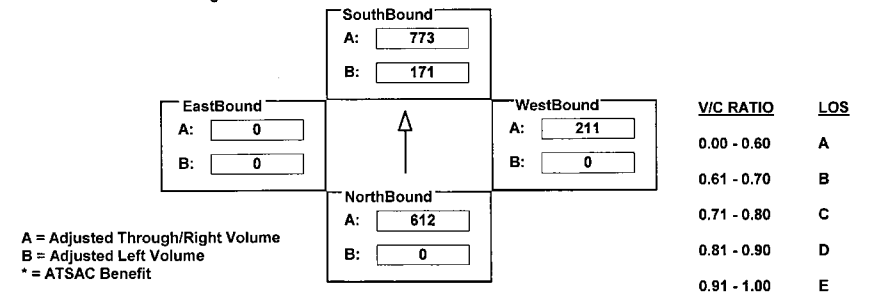 SouthBound
A: 773
B: 171
EastBound
A: 0
B: 0
WestBound
A: 211
B: 0
NorthBound
A: 612
B: 0
A = Adjusted Through/Right Volume
B = Adjusted Left Volume
* = ATSAC Benefit
V/C RATIO LOS
0.00 - 0.60 A
0.61 - 0.70 B
0.71 - 0.80 C
0.81 - 0.90 D
0.91 - 1.00 E